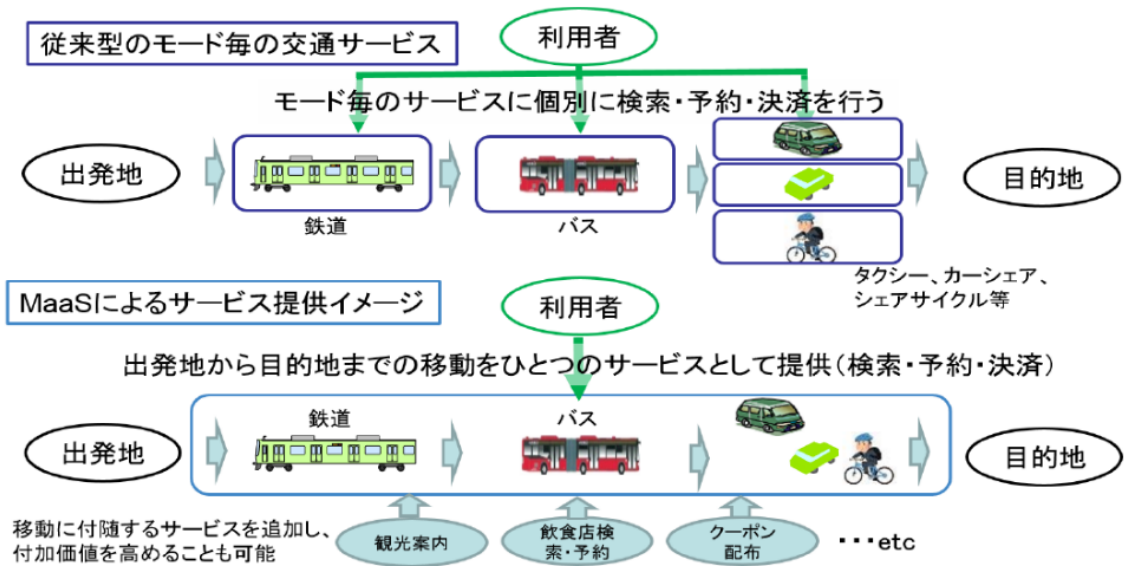 従来型のモード毎の交通サービス
利用者
モード毎のサービスに個別に検索・予約・決済を行う
出発地
鉄道
バス
目的地
タクシー、カーシェア、
シェアサイクル等
MaaSによるサービス提供イメージ
利用者
出発地から目的地までの移動をひとつのサービスとして提供(検索・予約・決済)
鉄道
バス
出発地
目的地
移動に付随するサービスを追加し、
付加価値を高めることも可能
観光案内
飲食店検
索・予約
クーポン
配布
・・・etc